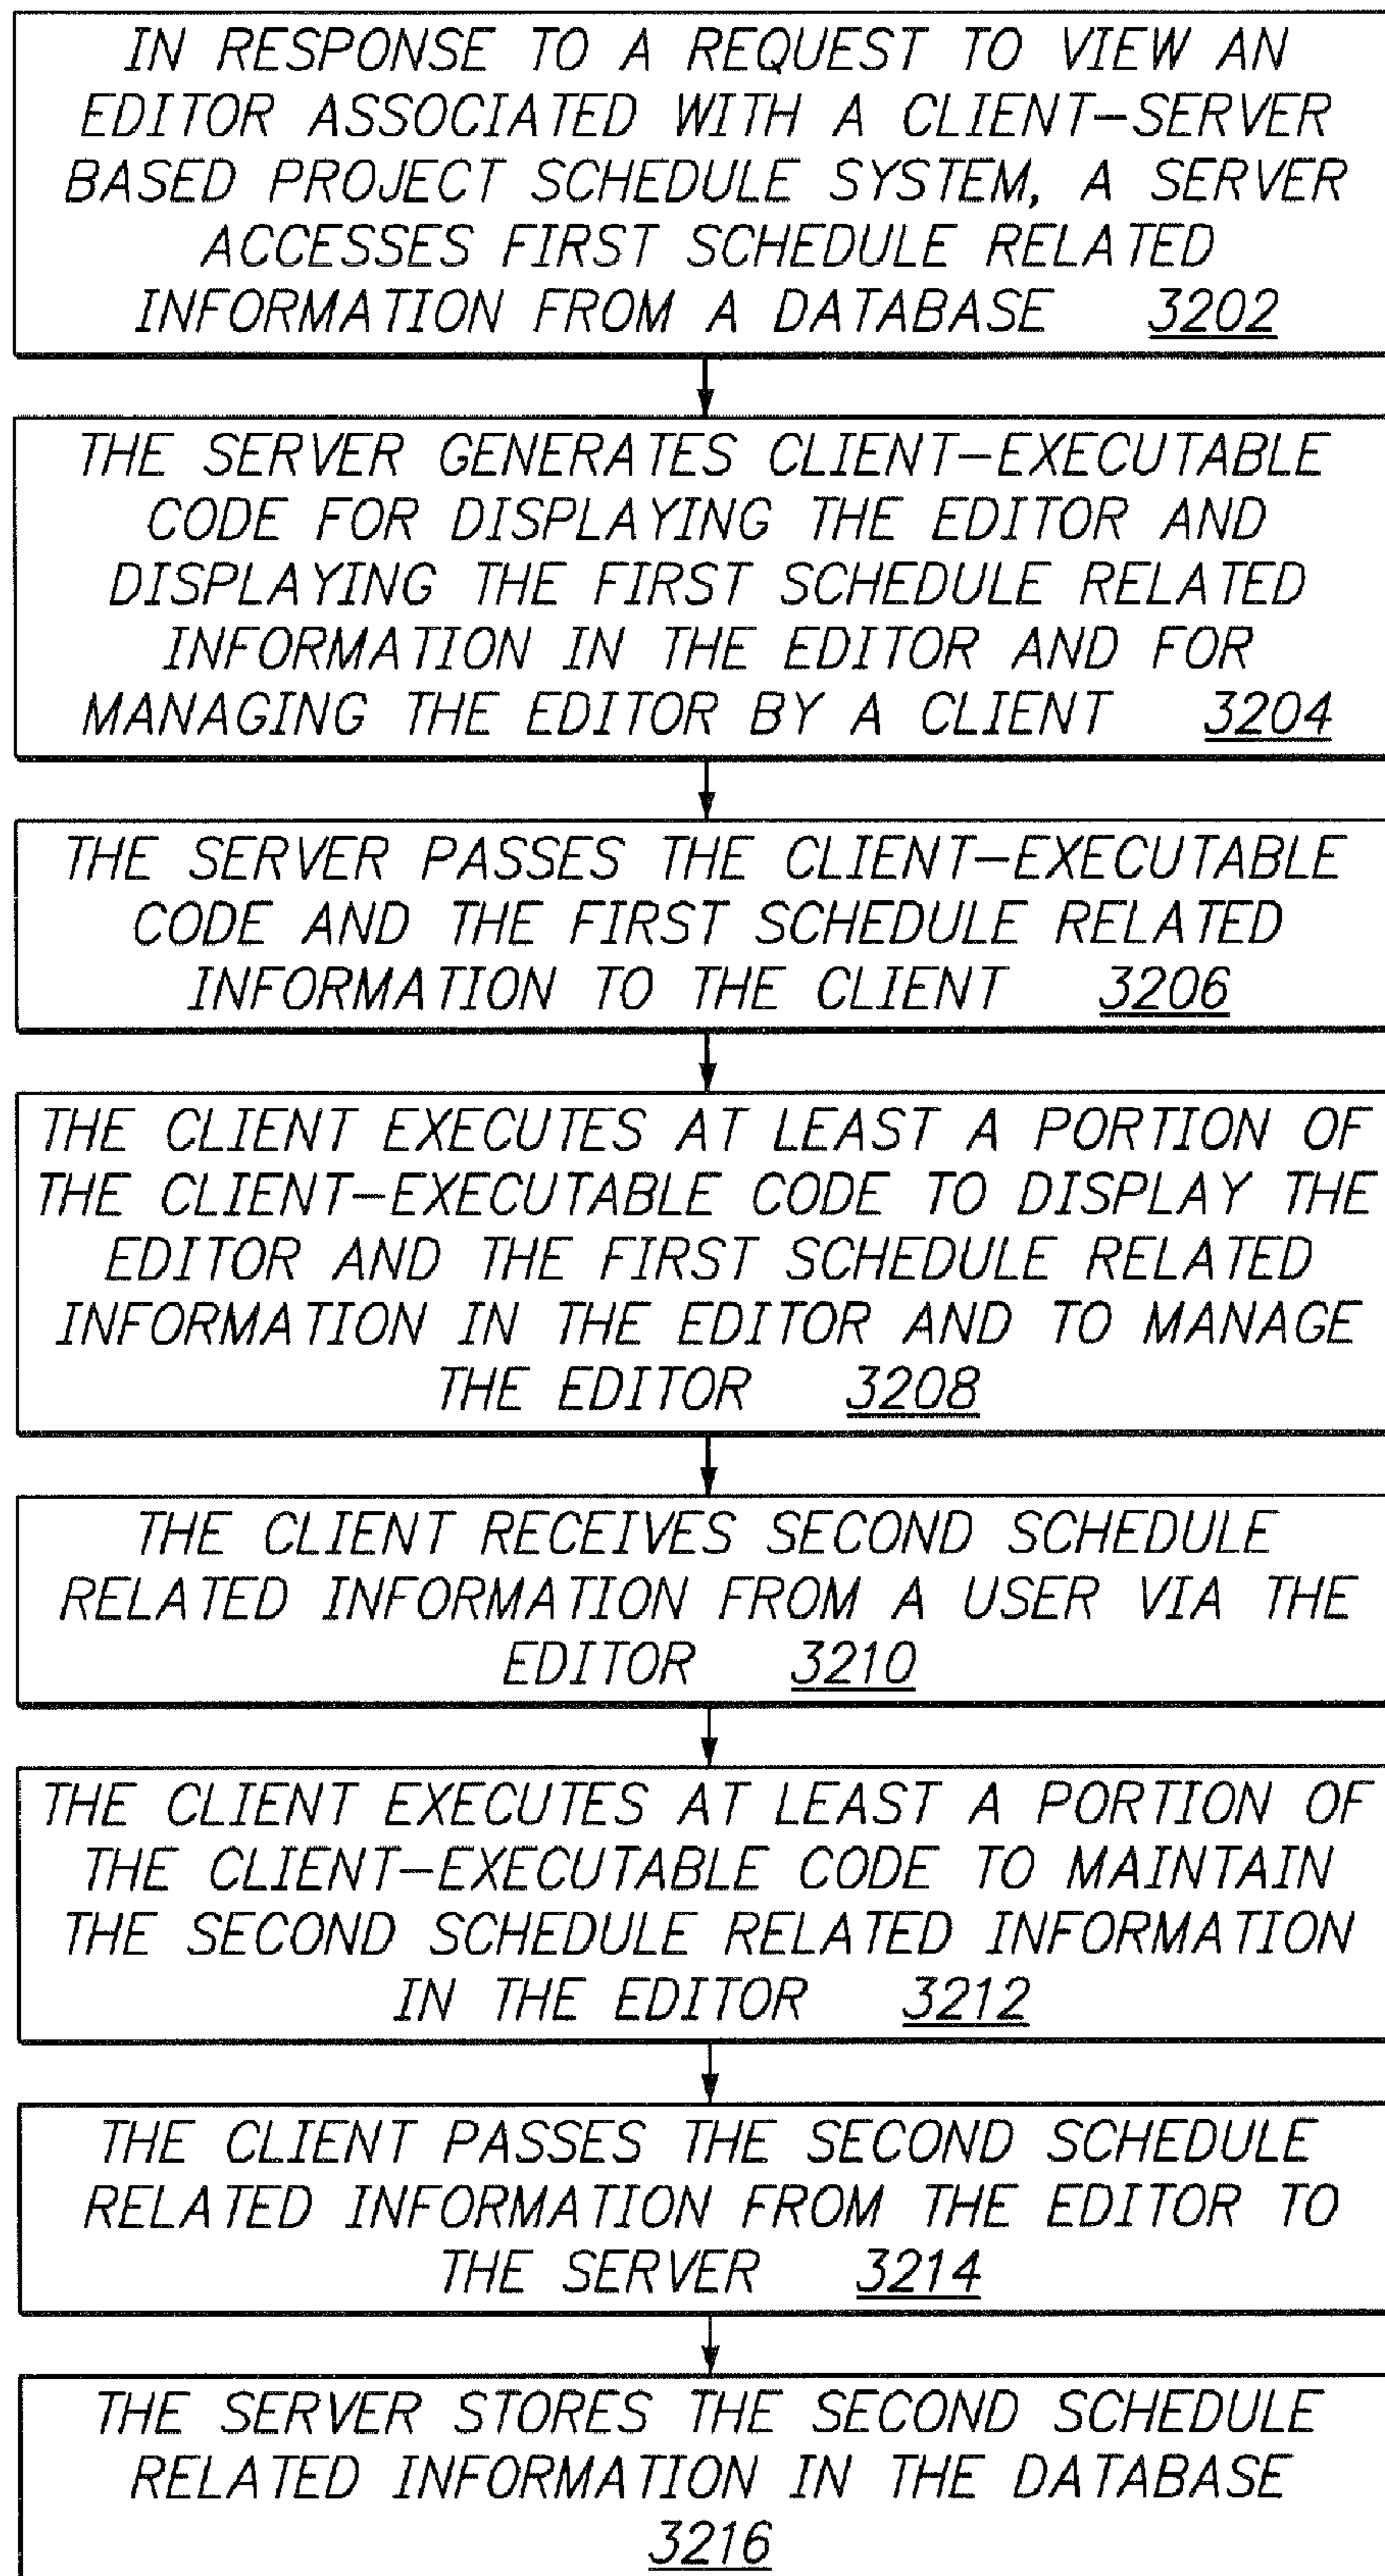 IN RESPONSE TO A REQUEST TO VIEW AN
EDITOR ASSOCIATED WITH A CLIENT-SERVER
BASED PROJECT SCHEDULE SYSTEM, A SERVER
ACCESSES FIRST SCHEDULE RELATED
INFORMATION FROM A DATABASE 3202
THE SERVER GENERATES CLIENT-EXECUTABLE
CODE FOR DISPLAYING THE EDITOR AND
DISPLAYING THE FIRST SCHEDULE RELATED
INFORMATION IN THE EDITOR AND FOR
MANAGING THE EDITOR BY A CLIENT 3204
THE SERVER PASSES THE CLIENT-EXECUTABLE
CODE AND THE FIRST SCHEDULE RELATED
INFORMATION TO THE CLIENT 3206
THE CLIENT EXECUTES AT LEAST A PORTION OF
THE CLIENT-EXECUTABLE CODE TO DISPLAY THE
EDITOR AND THE FIRST SCHEDULE RELATED
INFORMATION IN THE EDITOR AND TO MANAGE
THE EDITOR 3208
THE CLIENT RECEIVES SECOND SCHEDULE
RELATED INFORMATION FROM A USER VIA THE
EDITOR 3210
THE CLIENT EXECUTES AT LEAST A PORTION OF
THE CLIENT-EXECUTABLE CODE TO MAINTAIN
THE SECOND SCHEDULE RELATED INFORMATION
IN THE EDITOR 3212
THE CLIENT PASSES THE SECOND SCHEDULE
RELATED INFORMATION FROM THE EDITOR TO
THE SERVER 3214
THE SERVER STORES THE SECOND SCHEDULE
RELATED INFORMATION IN THE DATABASE
3216